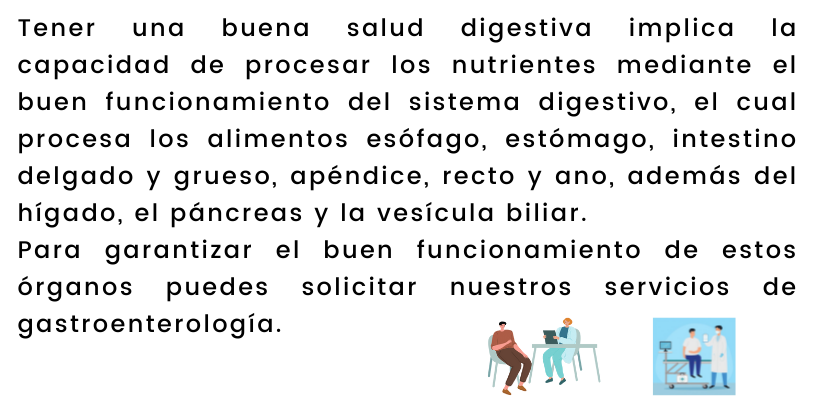 Tener una buena salud digestiva implica la
capacidad de procesar los nutrientes mediante el
buen funcionamiento del sistema digestivo, el cual
procesa los alimentos esófago, estómago, intestino
delgado y grueso, apéndice, recto y ano, además del
hígado, el páncreas y la vesícula biliar.
Para garantizar el buen funcionamiento de estos
órganos puedes solicitar nuestros servicios de
gastroenterología.